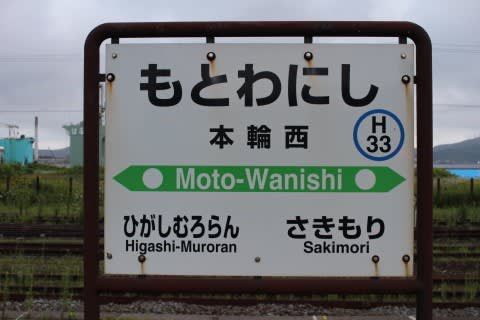 もとわにし
本輪西
H
33
Moto-Wanishi
ひがしむろらん
Higashi-Muroran
さきもり
Sakimori